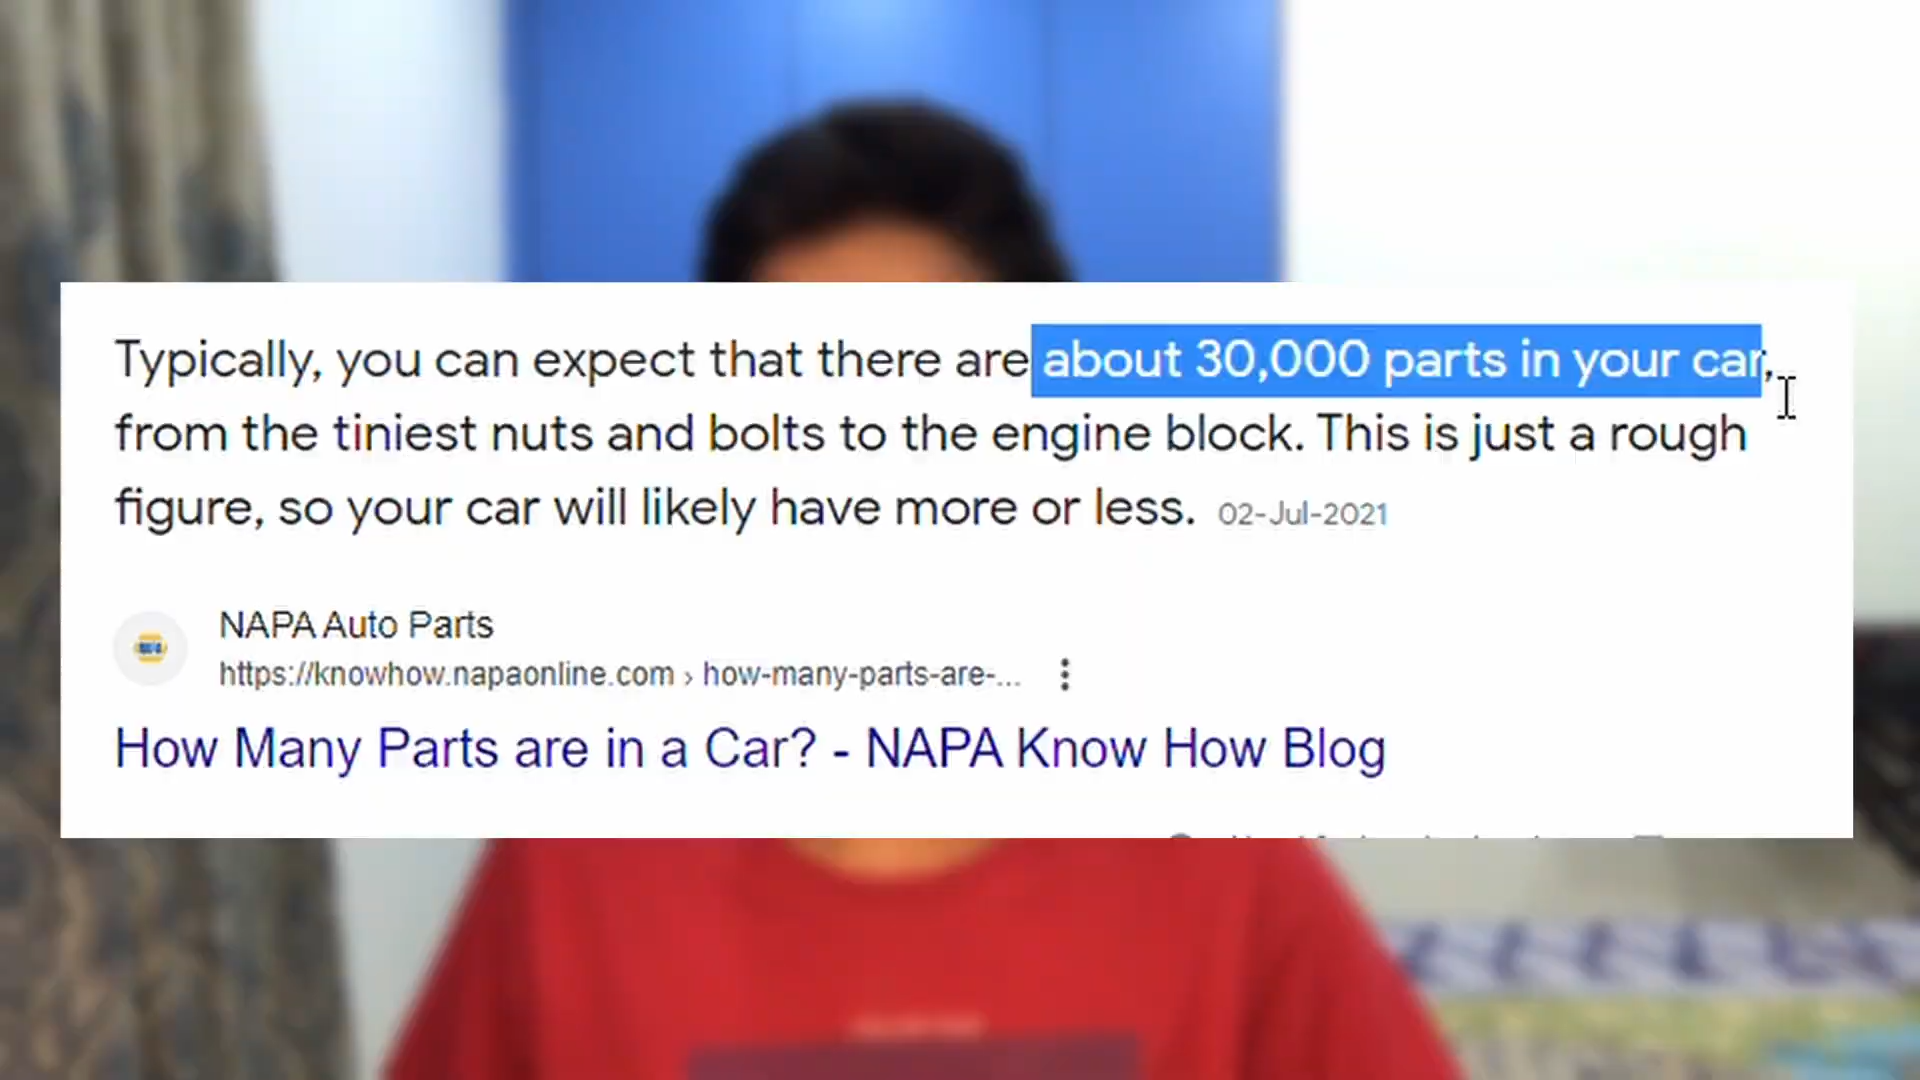 Typically, you can expect that there are about 30,000 parts in your car,
from the tiniest nuts and bolts to the engine block. This is just a rough
figure, so your car will likely have more or less. 02-Jul-2021
NAPA Auto Parts
https://knowhow.napaonline.com › how-many-parts-are-...
How Many Parts are in a Car? - NAPA Know How Blog